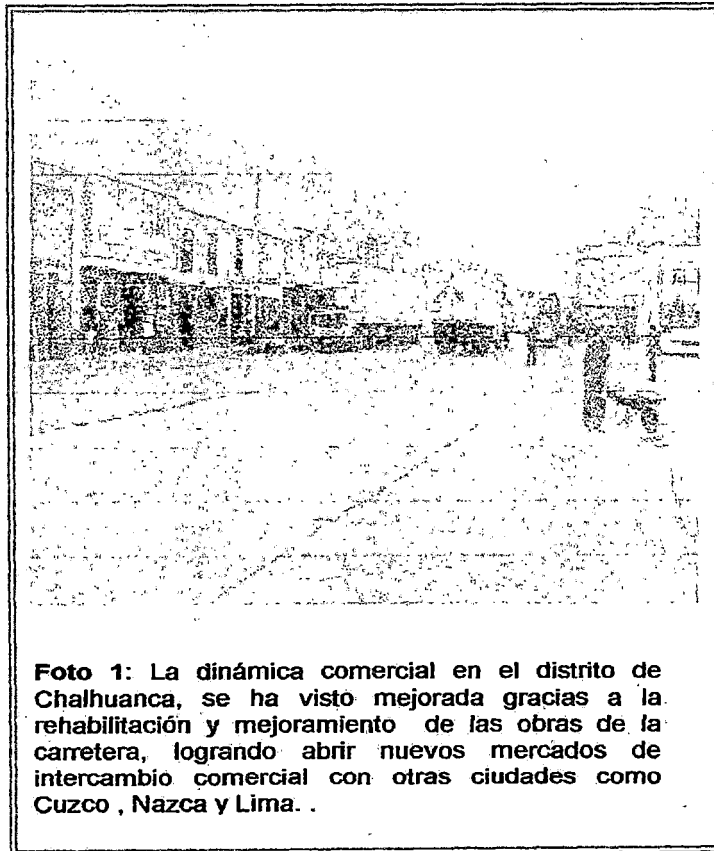 Foto 1: La dinámica comercial en el distrito de
Chalhuanca, se ha visto mejorada gracias a la
rehabilitación y mejoramiento de las obras de la
carretera, logrando abrir nuevos mercados de
intercambio comercial con otras ciudades como
Cuzco , Nazca y Lima. .